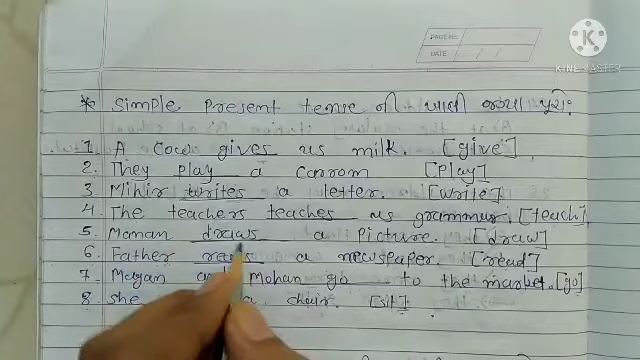 PAGE NO.
DATE / /
K
KINEMASTER
* Simple Present tense ની ખાલી જગ્યા પૂરો:
1. A cow gives us milk. [give]
2. They play a carrom [Play]
3. Mihir writes a letter. [write]
4. The teachers teaches us grammar. [teach]
5. Manan draws a Picture. [draw]
6. Father reads a newspaper. [read]
7. Magan and Mohan go to the market. [go]
8. She a chair. [sit]